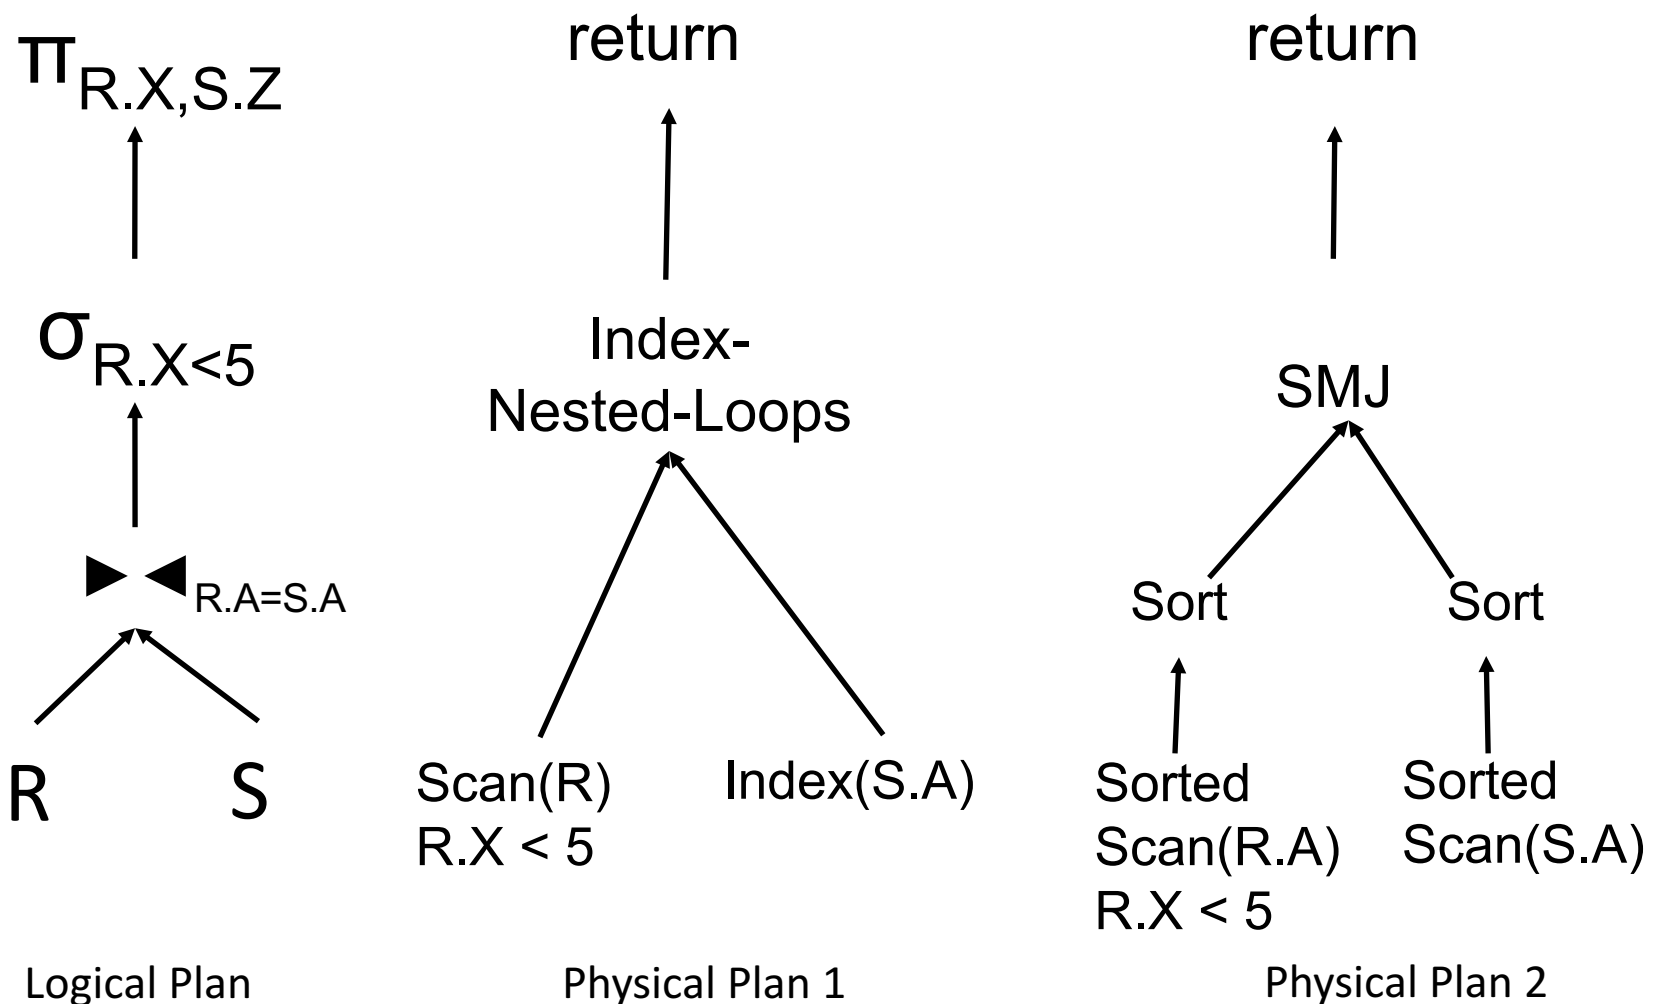 π R.X,S.Z
σ R.X<5
R.A=S.A
R
S
Logical Plan
return
Index-
Nested-Loops
Scan(R)
R.X < 5
Index(S.A)
Physical Plan 1
return
SMJ
Sort
Sort
Sorted
Scan(R.A)
R.X < 5
Sorted
Scan(S.A)
Physical Plan 2